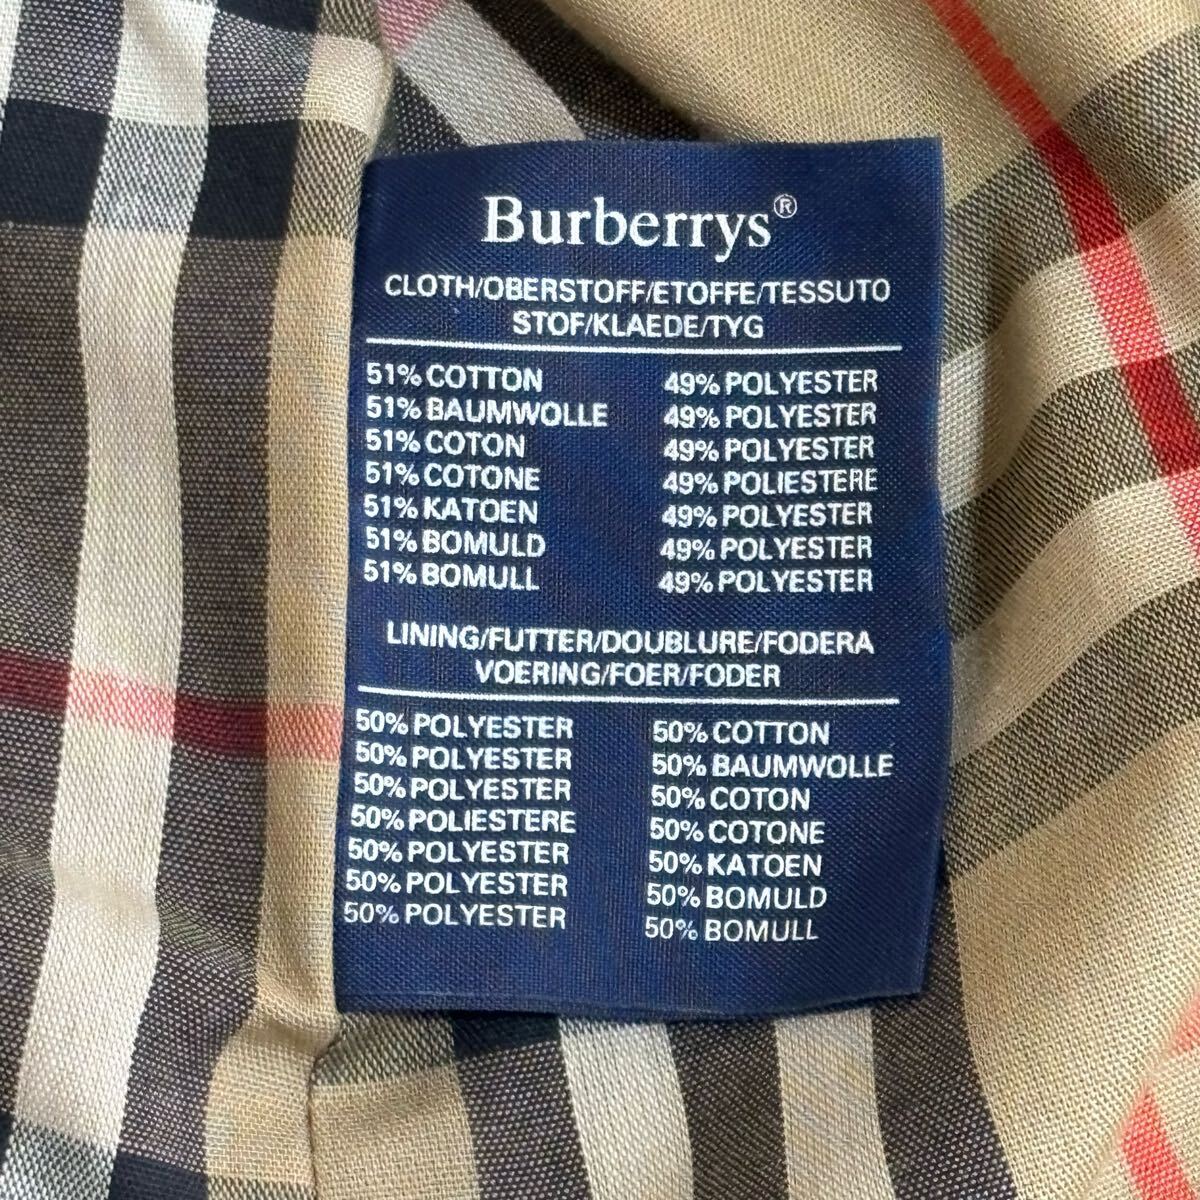 Burberrys®
CLOTH/OBERSTOFF/ETOFFE/TESSUTO
STOF/KLAEDE/TYG
51% COTTON 49% POLYESTER
51% BAUMWOLLE 49% POLYESTER
51% COTON 49% POLYESTER
51% COTONE 49% POLIESTERE
51% KATOEN 49% POLYESTER
51% BOMULD 49% POLYESTER
51% BOMULL 49% POLYESTER
LINING/FUTTER/DOUBLURE/FODERA
VOERING/FOER/FODER
50% POLYESTER 50% COTTON
50% POLYESTER 50% BAUMWOLLE
50% POLYESTER 50% COTON
50% POLIESTERE 50% COTONE
50% POLYESTER 50% KATOEN
50% POLYESTER 50% BOMULD
50% POLYESTER 50% BOMULL